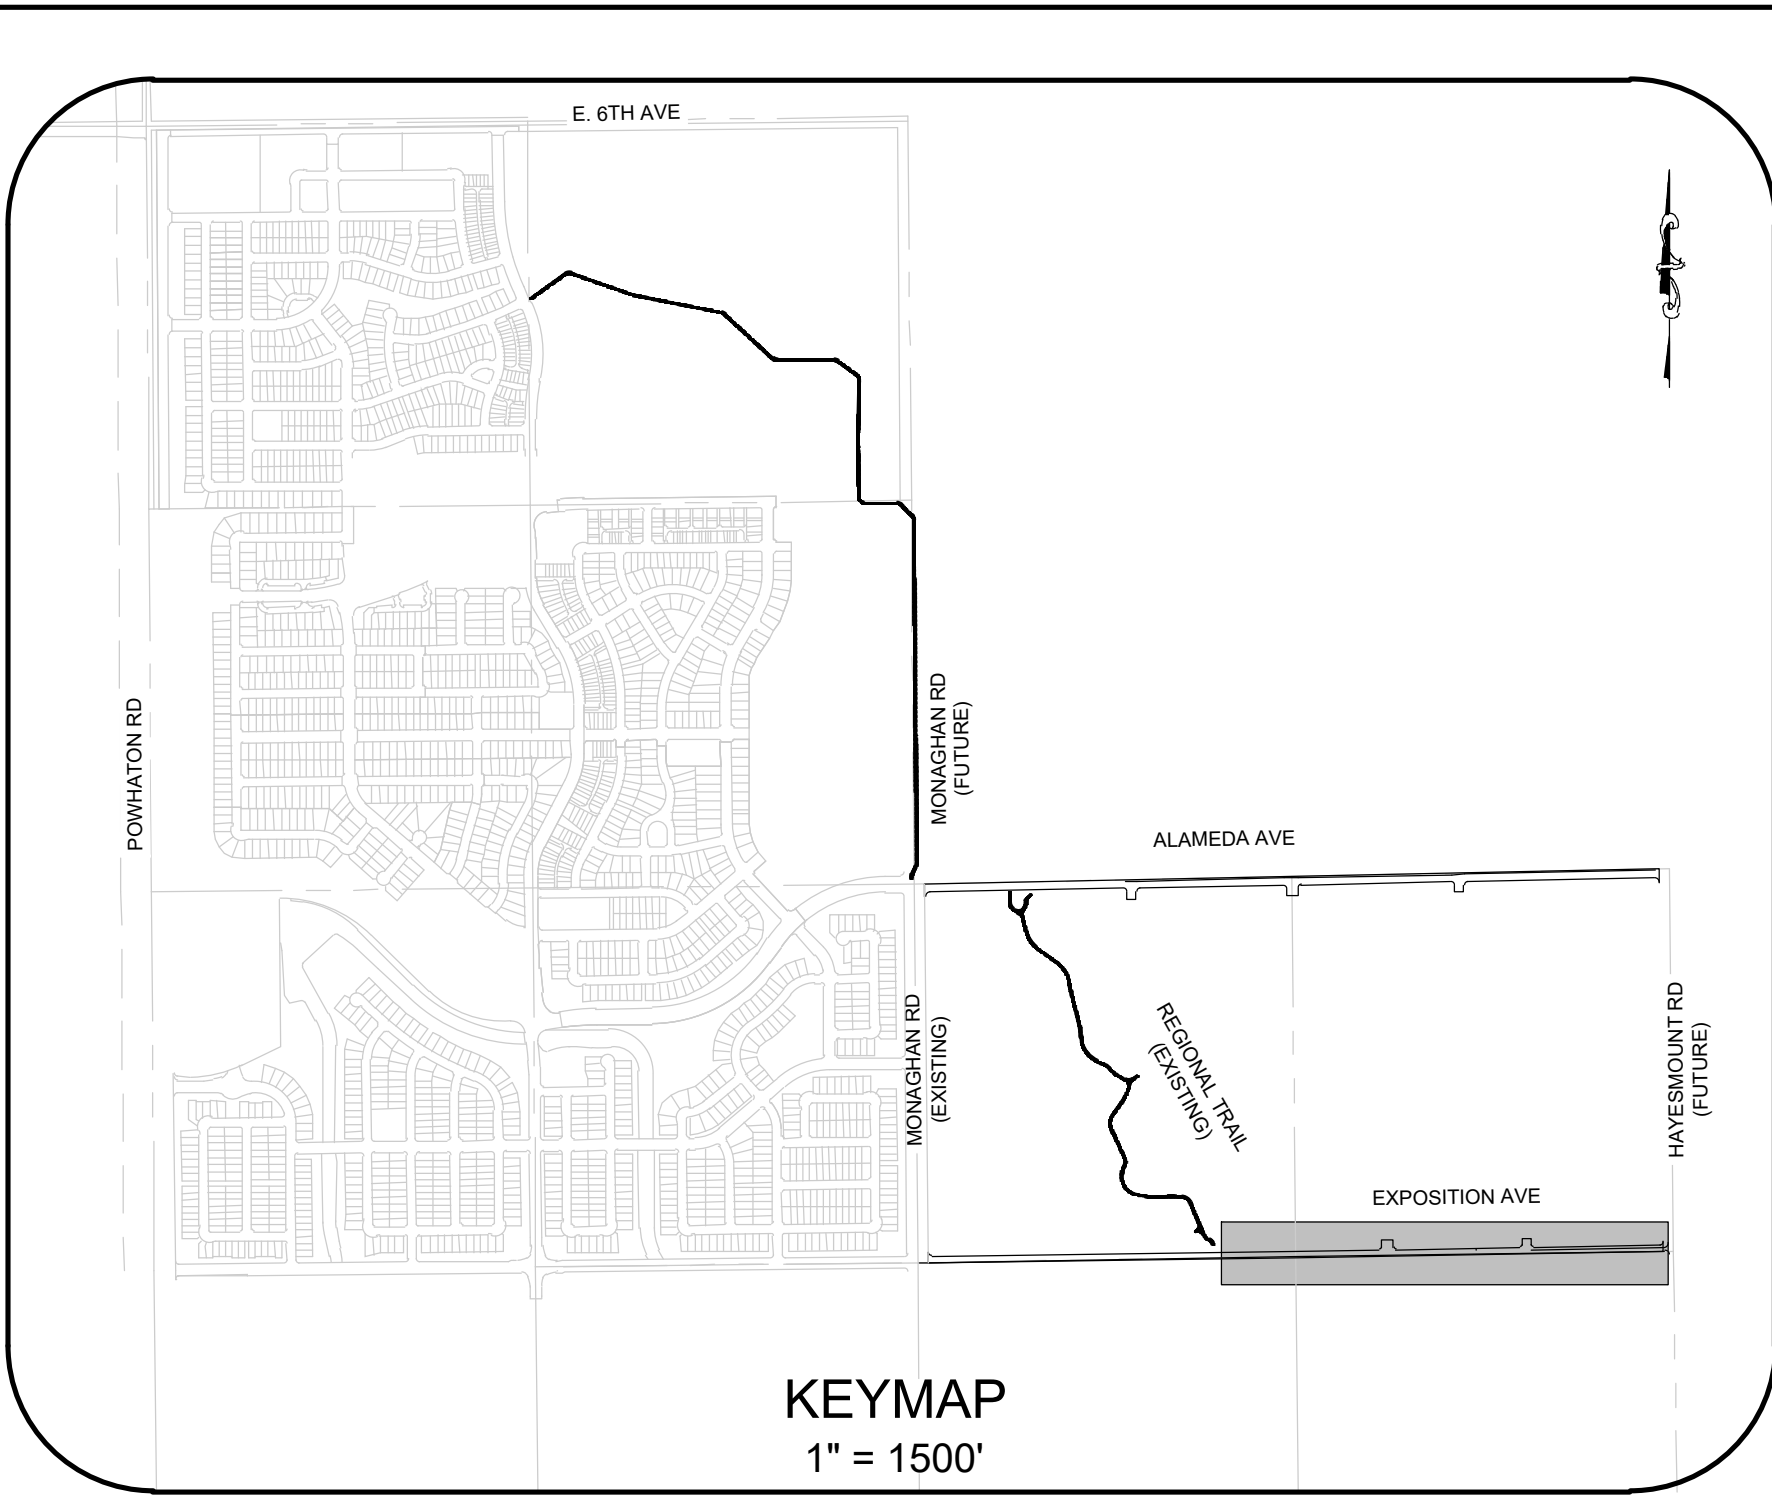 E. 6TH AVE
POWHATON RD
MONAGHAN RD
(FUTURE)
ALAMEDA AVE
MONAGHAN RD
(EXISTING)
REGIONAL TRAIL
(EXISTING)
HAYESMOUNT RD
(FUTURE)
EXPOSITION AVE
KEYMAP
1" = 1500'